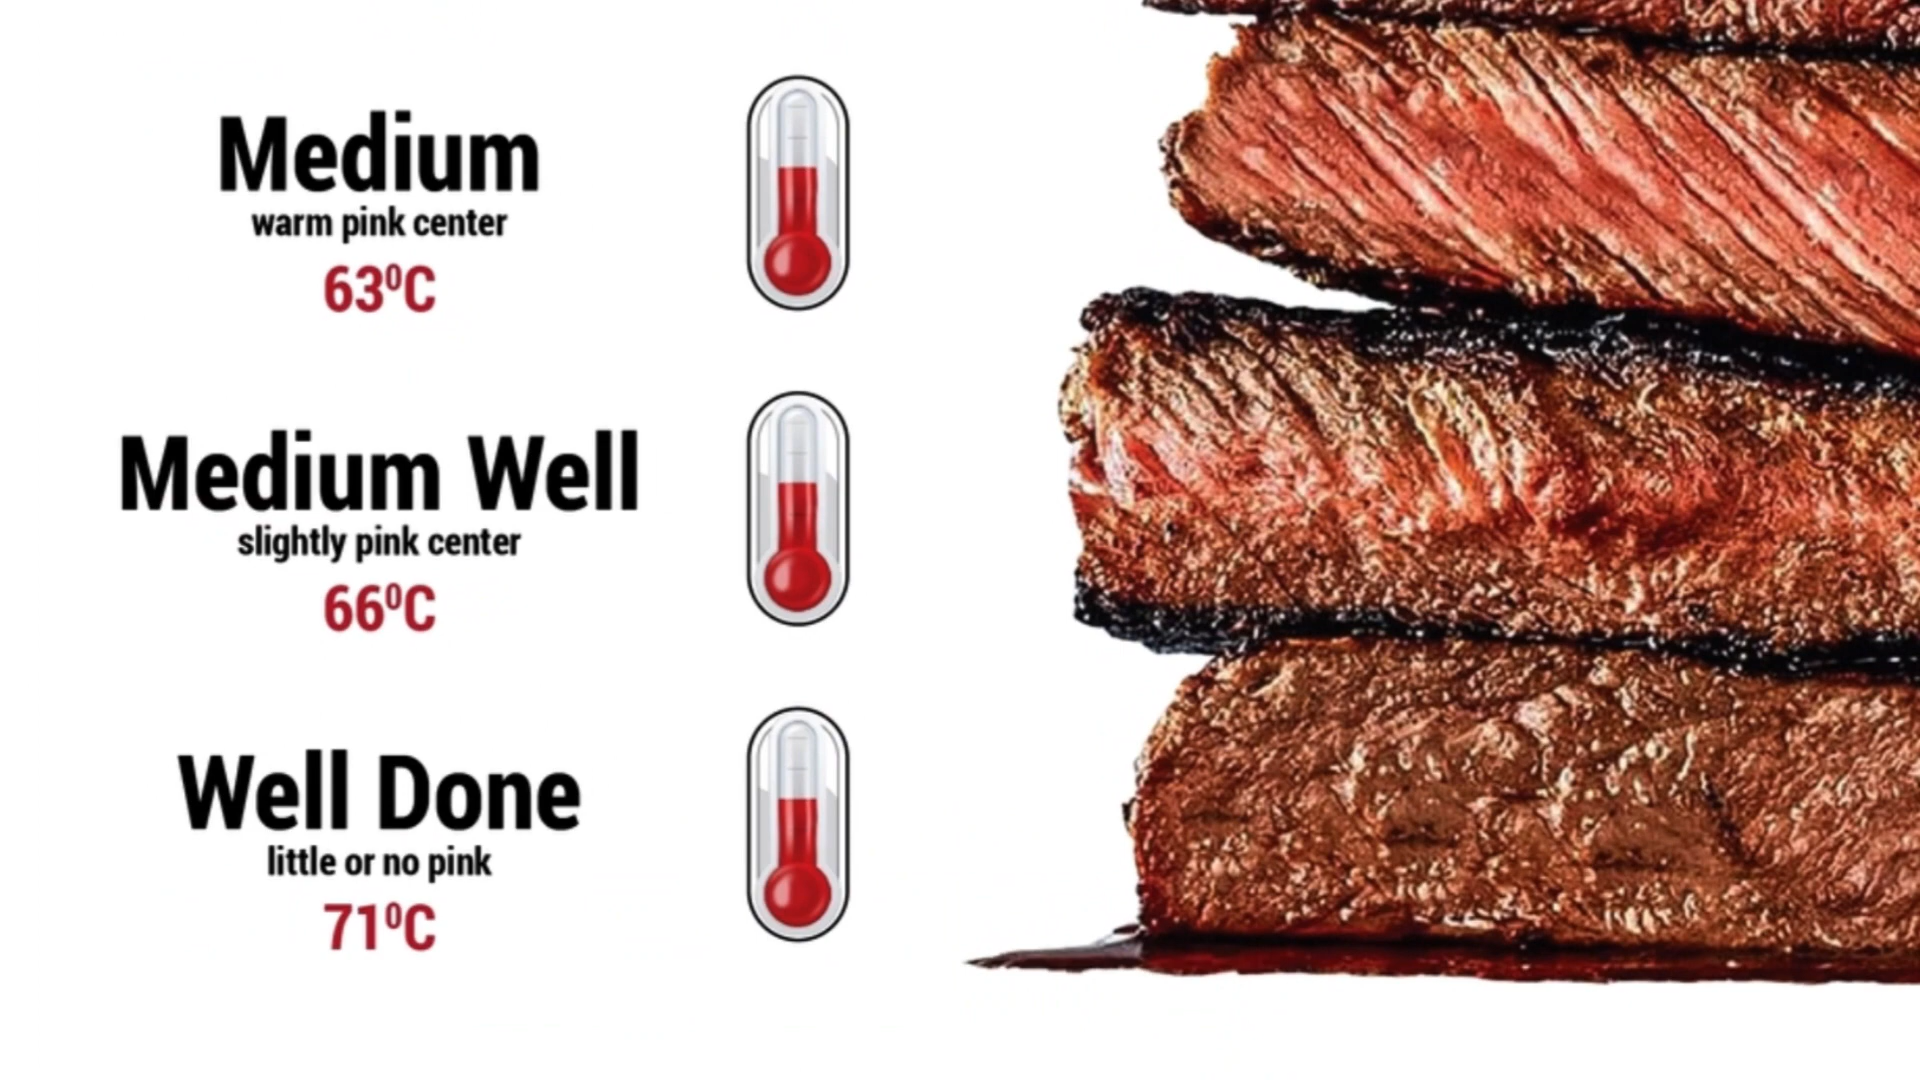 Medium
warm pink center
63⁰C
Medium Well
slightly pink center
66⁰C
Well Done
little or no pink
71⁰C